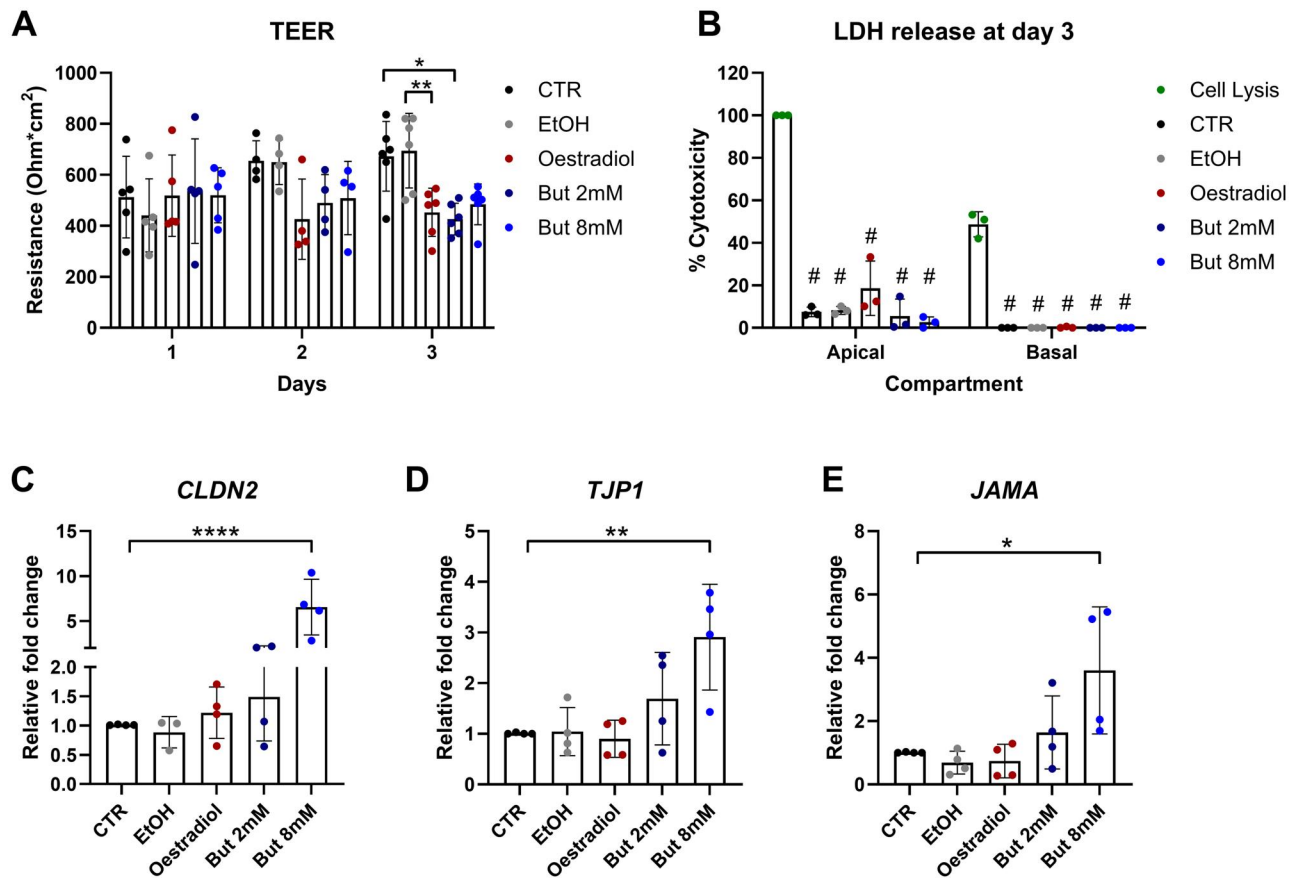 A
TEER
Resistance (Ohm*cm²)
1000
800
600
400
200
0
*
**
1
2
3
Days
CTR
EtOH
Oestradiol
But 2mM
But 8mM
B
LDH release at day 3
% Cytotoxicity
120
100
80
60
40
20
0
# # # # #
# # # # #
Apical
Basal
Compartment
Cell Lysis
CTR
EtOH
Oestradiol
But 2mM
But 8mM
C
CLDN2
Relative fold change
15
10
5
2.0
1.5
1.0
0.5
0.0
****
CTR
EtOH
Oestradiol
But 2mM
But 8mM
D
TJP1
Relative fold change
5
4
3
2
1
0
**
CTR
EtOH
Oestradiol
But 2mM
But 8mM
E
JAMA
Relative fold change
8
6
4
2
0
*
CTR
EtOH
Oestradiol
But 2mM
But 8mM